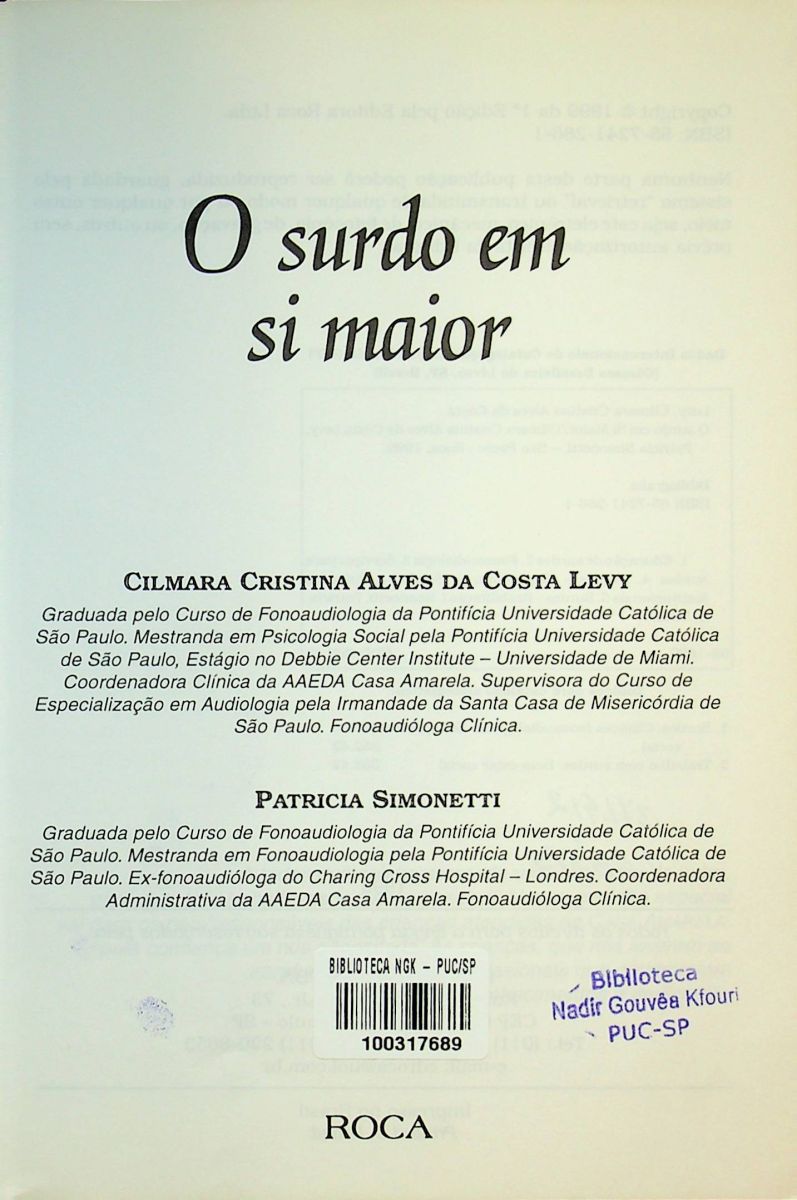 O surdo em
si maior
CILMARA CRISTINA ALVES DA COSTA LEVY
Graduada pelo Curso de Fonoaudiologia da Pontifícia Universidade Católica de
São Paulo. Mestranda em Psicologia Social pela Pontifícia Universidade Católica
de São Paulo, Estágio no Debbie Center Institute – Universidade de Miami.
Coordenadora Clínica da AAEDA Casa Amarela. Supervisora do Curso de
Especialização em Audiologia pela Irmandade da Santa Casa de Misericórdia de
São Paulo. Fonoaudióloga Clínica.
PATRICIA SIMONETTI
Graduada pelo Curso de Fonoaudiologia da Pontifícia Universidade Católica de
São Paulo. Mestranda em Fonoaudiologia pela Pontifícia Universidade Católica de
São Paulo. Ex-fonoaudióloga do Charing Cross Hospital – Londres. Coordenadora
Administrativa da AAEDA Casa Amarela. Fonoaudióloga Clínica.
BIBLIOTECA NGK – PUC/SP
100317689
Biblioteca
Nadir Gouvêa Kfouri
PUC-SP
ROCA